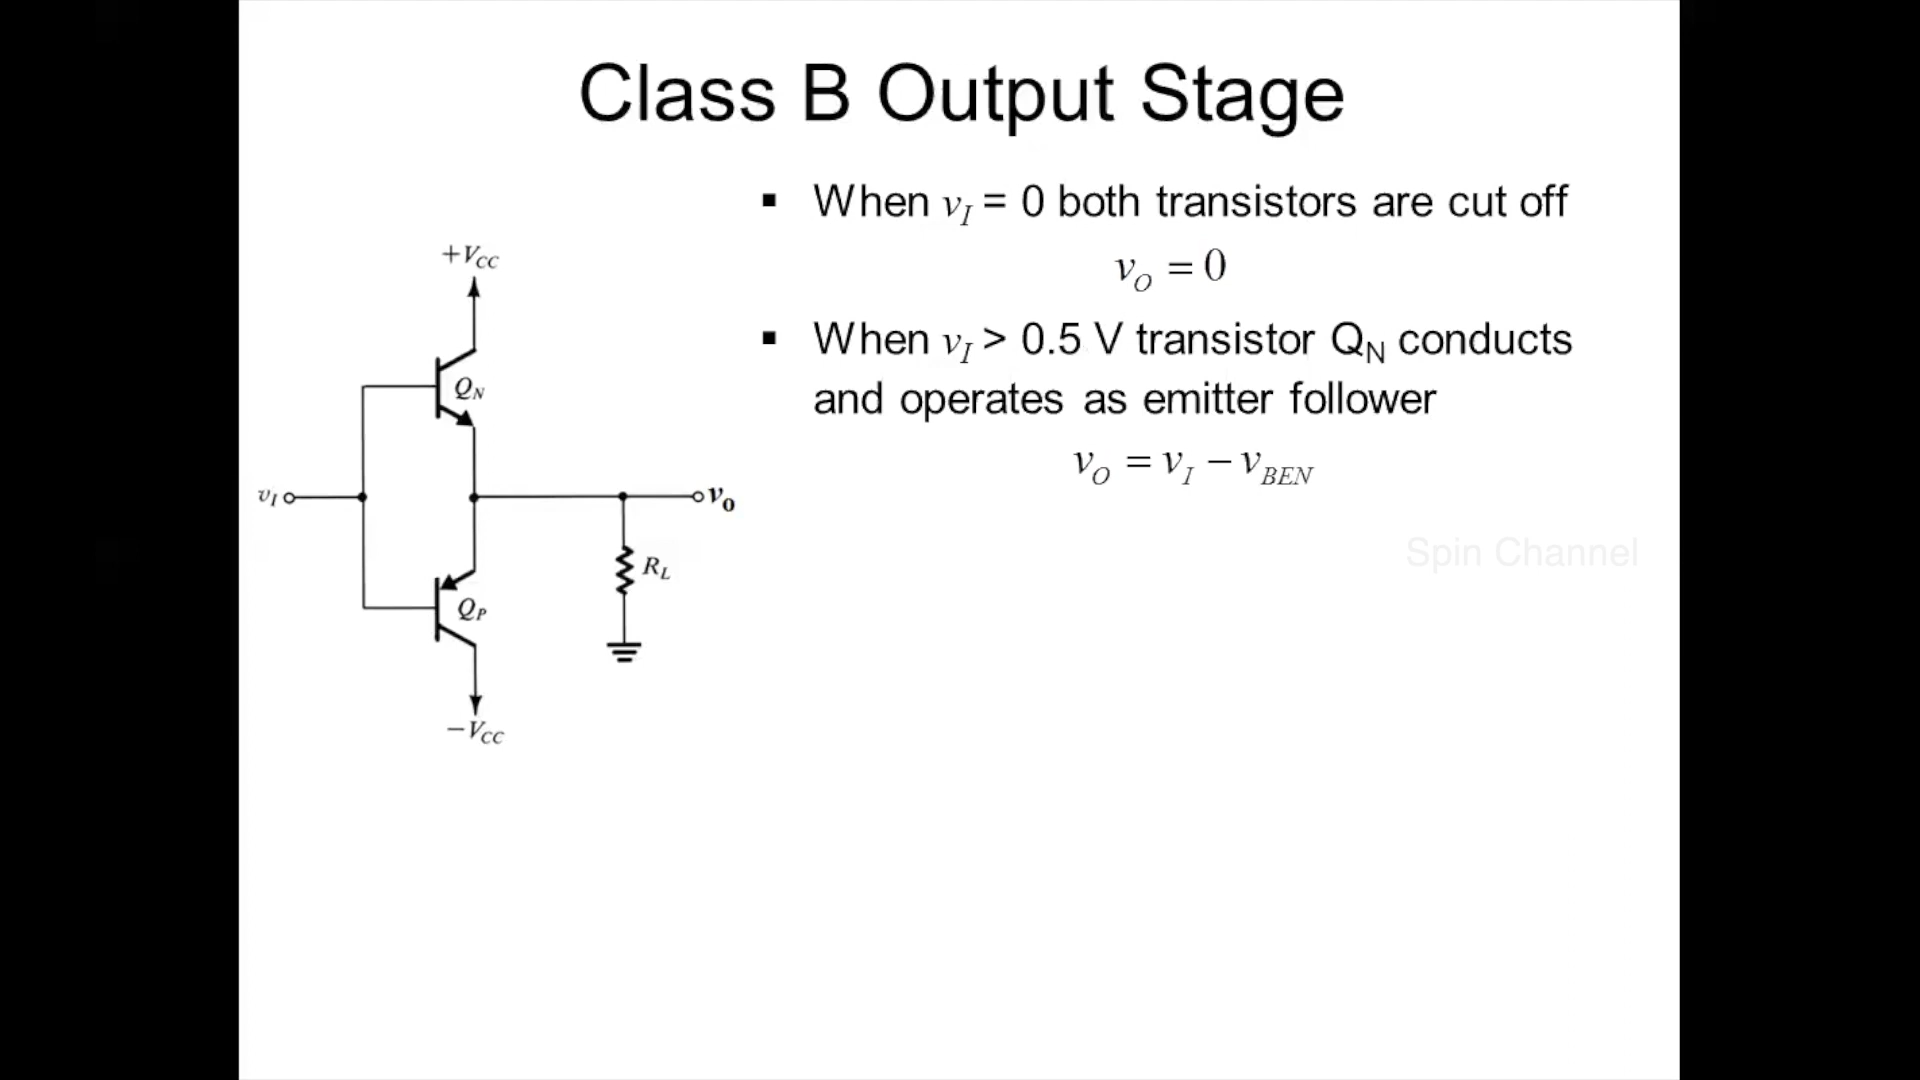 Class B Output Stage
▪ When v_I = 0 both transistors are cut off
v_O = 0
▪ When v_I > 0.5 V transistor Q_N conducts
and operates as emitter follower
v_O = v_I − v_BEN
+V_CC
Q_N
v_I
v_o
R_L
Q_P
−V_CC
Spin Channel